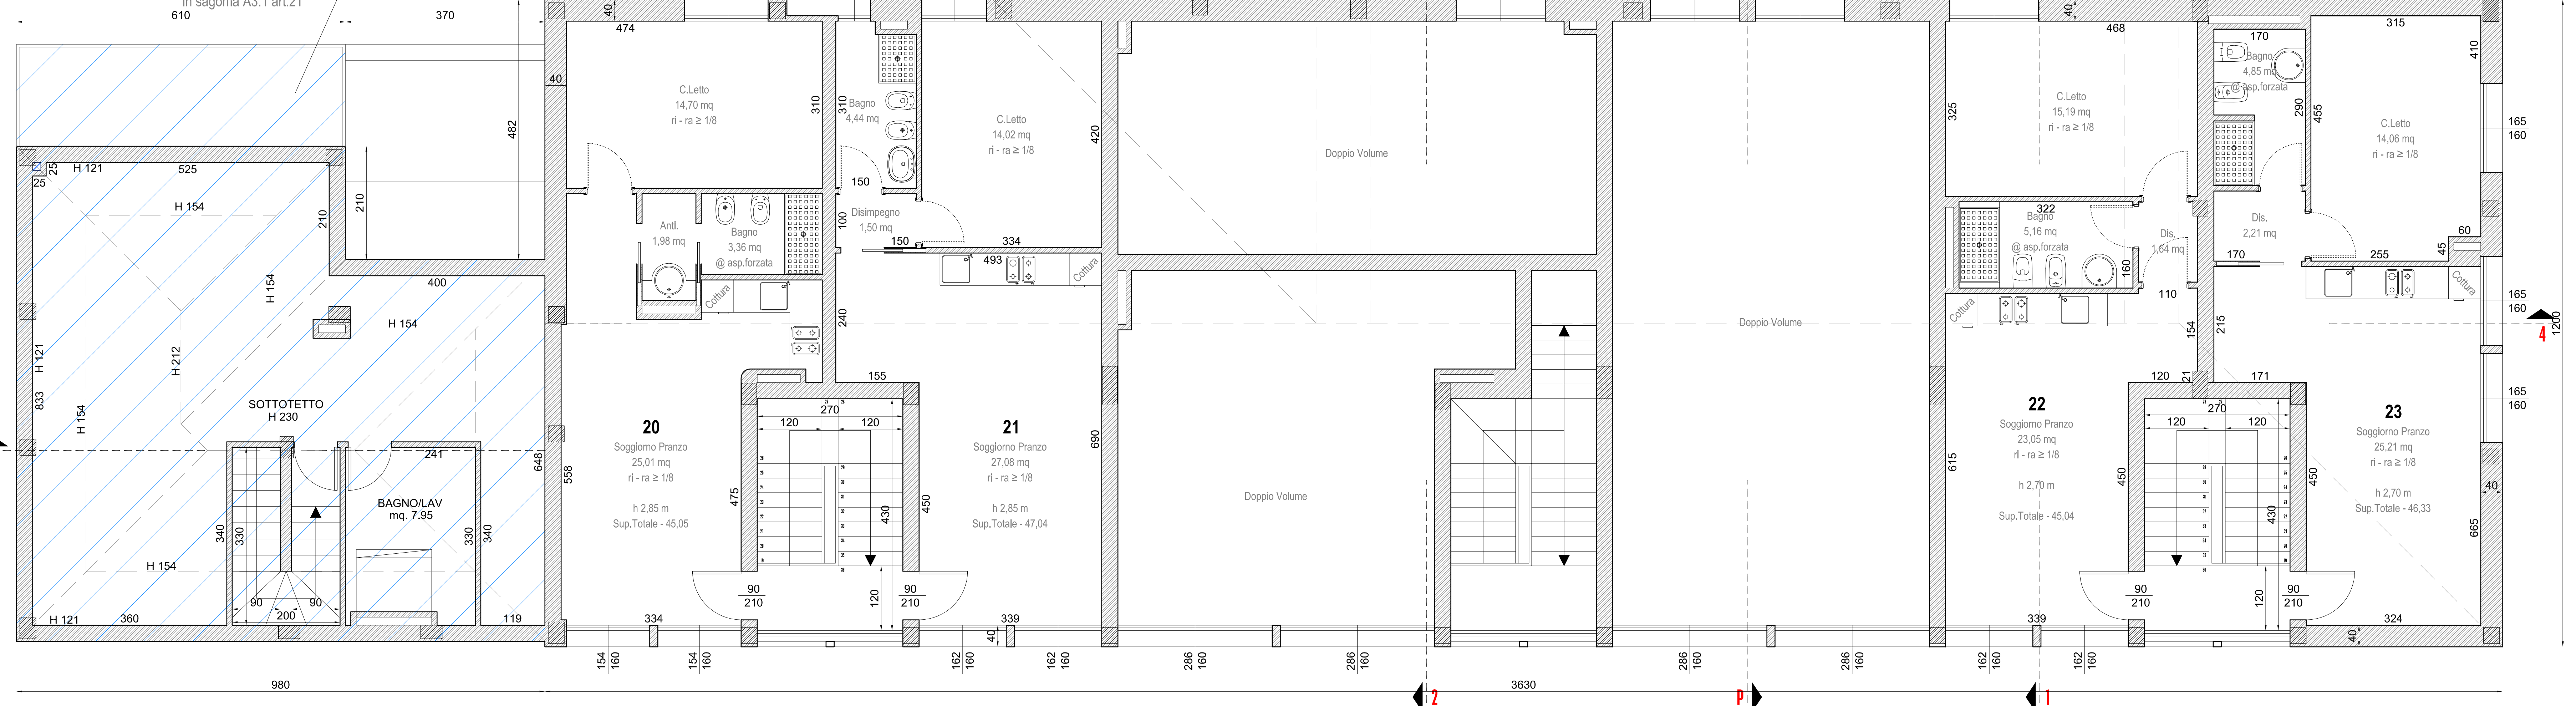 in sagoma A3.1 art.21
610
370
482
210
H 121
25
25
525
H 154
210
H 154
400
H 154
H 121
833
H 154
H 212
SOTTOTETTO
H 230
241
BAGNO/LAV
mq. 7.95
340
330
330
340
H 154
90
90
200
H 121
360
119
648
980
40
40
474
C.Letto
14,70 mq
ri - ra ≥ 1/8
310
310
Bagno
4,44 mq
150
C.Letto
14,02 mq
ri - ra ≥ 1/8
420
Anti.
1,98 mq
Bagno
3,36 mq
@ asp.forzata
Disimpegno
1,50 mq
100
150
334
493
Cottura
Cottura
240
155
20
Soggiorno Pranzo
25,01 mq
ri - ra ≥ 1/8
h 2,85 m
Sup.Totale - 45,05
558
475
270
120
120
430
450
120
90
210
90
210
21
Soggiorno Pranzo
27,08 mq
ri - ra ≥ 1/8
h 2,85 m
Sup.Totale - 47,04
690
334
339
40
154
160
154
160
162
160
162
160
Doppio Volume
Doppio Volume
Doppio Volume
286
160
286
160
286
160
286
160
40
468
325
C.Letto
15,19 mq
ri - ra ≥ 1/8
322
Bagno
5,16 mq
@ asp.forzata
Dis.
1,64 mq
160
110
Cottura
154
21
120
171
22
Soggiorno Pranzo
23,05 mq
ri - ra ≥ 1/8
h 2,70 m
Sup.Totale - 45,04
615
450
270
120
120
430
450
120
90
210
90
210
339
162
160
162
160
170
Bagno
4,85 mq
@ asp.forzata
290
455
315
410
C.Letto
14,06 mq
ri - ra ≥ 1/8
165
160
Dis.
2,21 mq
170
255
60
45
Cottura
215
165
160
165
160
23
Soggiorno Pranzo
25,21 mq
ri - ra ≥ 1/8
h 2,70 m
Sup.Totale - 46,33
40
665
324
40
1200
4
3630
2
P
1